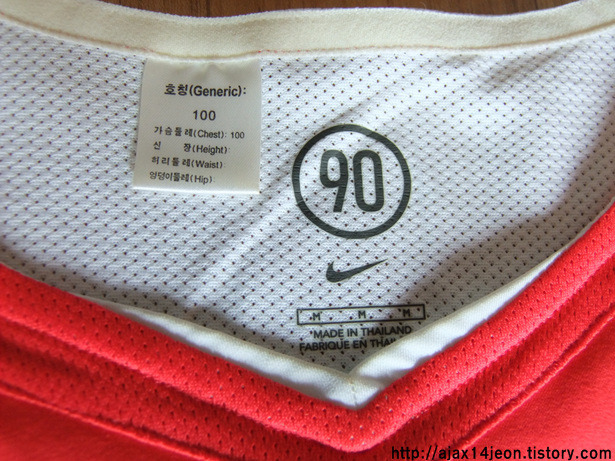 호칭(Generic):
100
가슴둘레(Chest): 100
신 장(Height):
허리둘레(Waist):
엉덩이둘레(Hip):
90
M M M
*MADE IN THAILAND
FABRIQUE EN
http://ajax14jeon.tistory.com